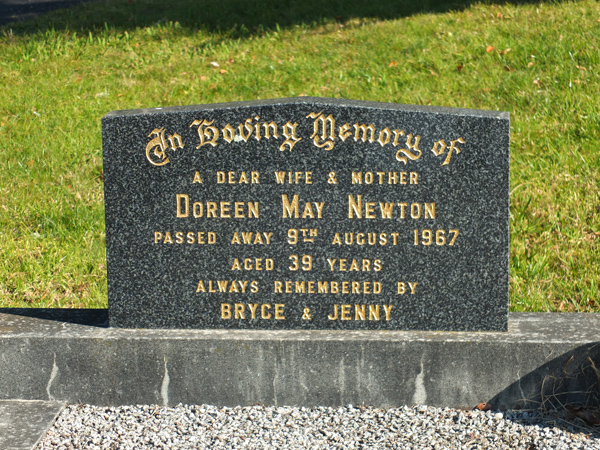 In Loving Memory of
A DEAR WIFE & MOTHER
DOREEN MAY NEWTON
PASSED AWAY 9TH AUGUST 1967
AGED 39 YEARS
ALWAYS REMEMBERED BY
BRYCE & JENNY